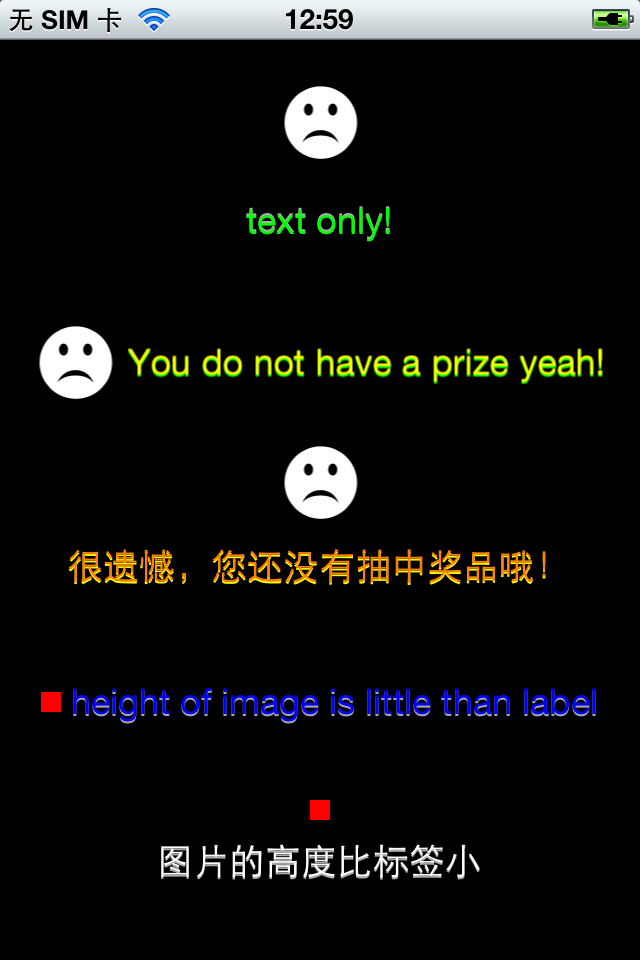 无 SIM 卡 12:59
text only!
You do not have a prize yeah!
很遗憾，您还没有抽中奖品哦！
height of image is little than label
图片的高度比标签小